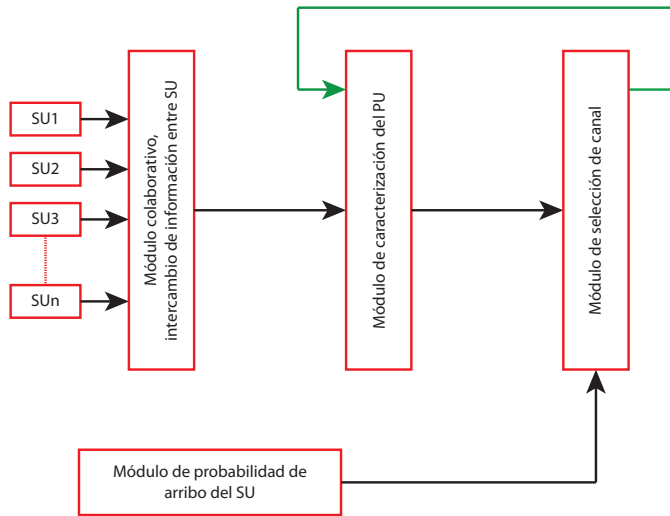 SU1
SU2
SU3
SUn
Módulo colaborativo,
intercambio de información entre SU
Módulo de caracterización del PU
Módulo de selección de canal
Módulo de probabilidad de
arribo del SU